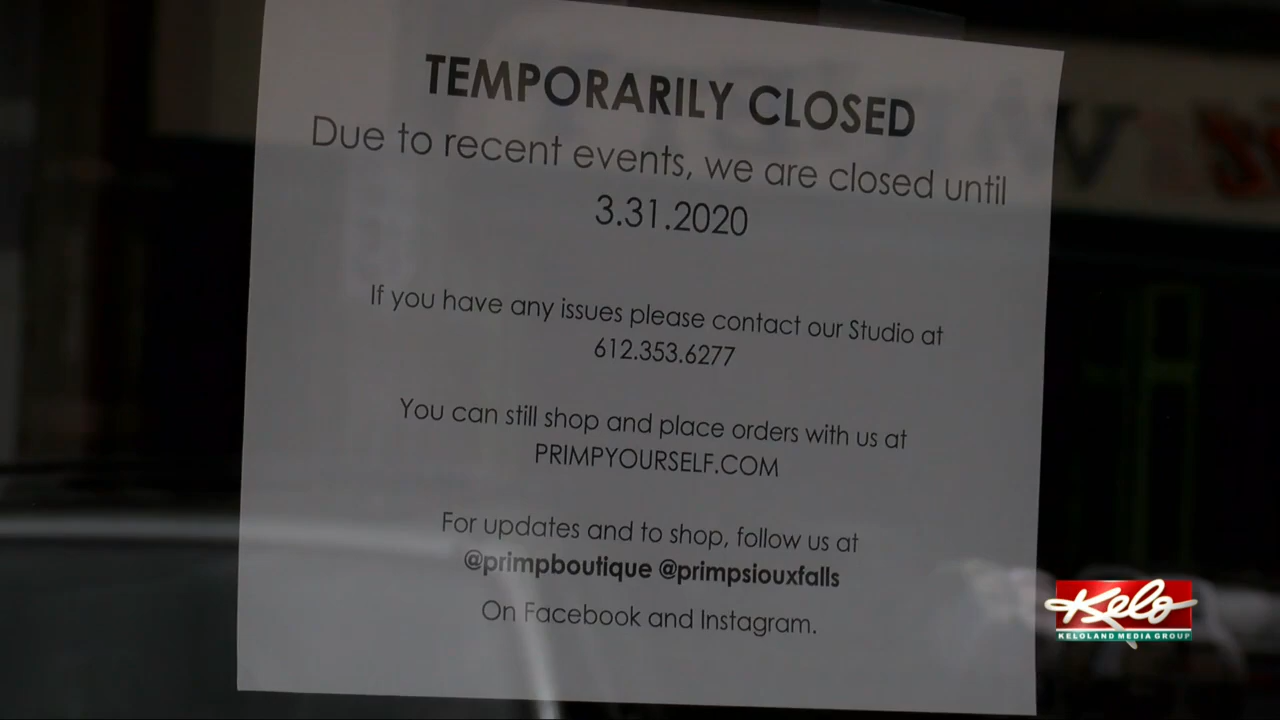 TEMPORARILY CLOSED
Due to recent events, we are closed until
3.31.2020
If you have any issues please contact our Studio at
612.353.6277
You can still shop and place orders with us at
PRIMPYOURSELF.COM
For updates and to shop, follow us at
@primpboutique @primpsiouxfalls
On Facebook and Instagram.
Kelo
KELOLAND MEDIA GROUP